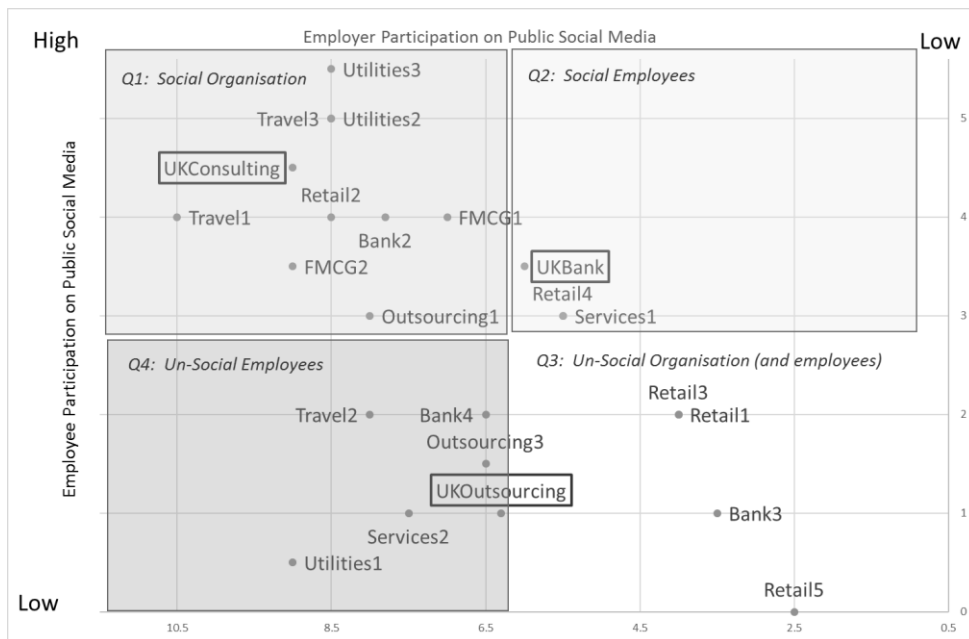 High
Employer Participation on Public Social Media
Low
Q1: Social Organisation
Utilities3
Q2: Social Employees
Travel3
Utilities2
5
UKConsulting
Retail2
Travel1
FMCG1
4
Bank2
FMCG2
UKBank
Retail4
Outsourcing1
Services1
3
Employee Participation on Public Social Media
Q4: Un-Social Employees
Q3: Un-Social Organisation (and employees)
Retail3
Travel2
Bank4
Retail1
2
Outsourcing3
UKOutsourcing
Bank3
1
Services2
Utilities1
Retail5
Low
0
10.5
8.5
6.5
4.5
2.5
0.5